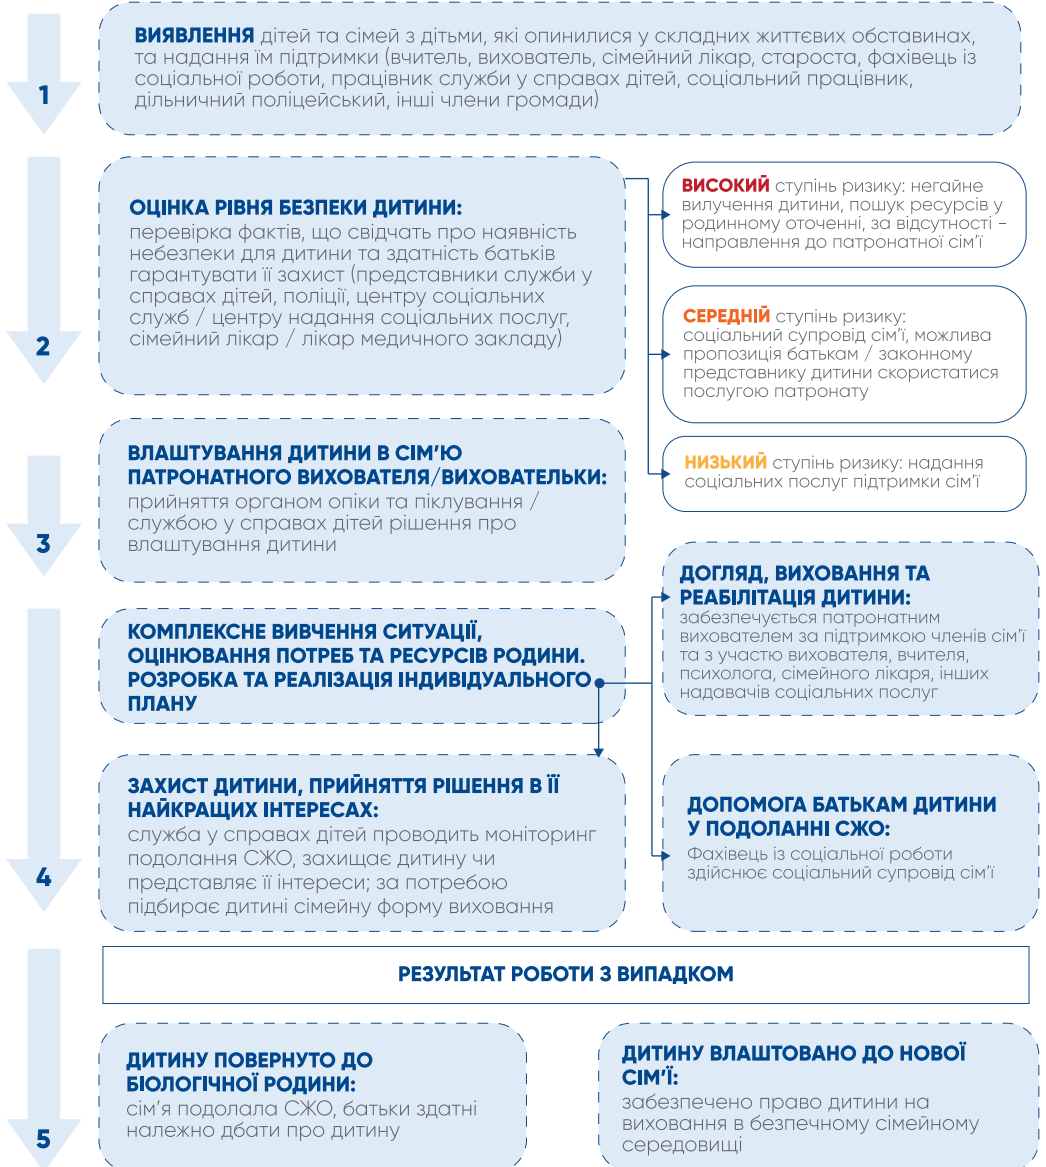 1
ВИЯВЛЕННЯ дітей та сімей з дітьми, які опинилися у складних життєвих обставинах,
та надання їм підтримки (вчитель, вихователь, сімейний лікар, староста, фахівець із
соціальної роботи, працівник служби у справах дітей, соціальний працівник,
дільничний поліцейський, інші члени громади)
2
ОЦІНКА РІВНЯ БЕЗПЕКИ ДИТИНИ:
перевірка фактів, що свідчать про наявність
небезпеки для дитини та здатність батьків
гарантувати її захист (представники служби у
справах дітей, поліції, центру соціальних
служб / центру надання соціальних послуг,
сімейний лікар / лікар медичного закладу)
ВИСОКИЙ ступінь ризику: негайне
вилучення дитини, пошук ресурсів у
родинному оточенні, за відсутності –
направлення до патронатної сім’ї
СЕРЕДНІЙ ступінь ризику:
соціальний супровід сім’ї, можлива
пропозиція батькам / законному
представнику дитини скористатися
послугою патронату
НИЗЬКИЙ ступінь ризику: надання
соціальних послуг підтримки сім’ї
3
ВЛАШТУВАННЯ ДИТИНИ В СІМ’Ю
ПАТРОНАТНОГО ВИХОВАТЕЛЯ/ВИХОВАТЕЛЬКИ:
прийняття органом опіки та піклування /
службою у справах дітей рішення про
влаштування дитини
4
КОМПЛЕКСНЕ ВИВЧЕННЯ СИТУАЦІЇ,
ОЦІНЮВАННЯ ПОТРЕБ ТА РЕСУРСІВ РОДИНИ.
РОЗРОБКА ТА РЕАЛІЗАЦІЯ ІНДИВІДУАЛЬНОГО
ПЛАНУ
ДОГЛЯД, ВИХОВАННЯ ТА
РЕАБІЛІТАЦІЯ ДИТИНИ:
забезпечується патронатним
вихователем за підтримкою членів сім’ї
та з участю вихователя, вчителя,
психолога, сімейного лікаря, інших
надавачів соціальних послуг
ЗАХИСТ ДИТИНИ, ПРИЙНЯТТЯ РІШЕННЯ В ЇЇ
НАЙКРАЩИХ ІНТЕРЕСАХ:
служба у справах дітей проводить моніторинг
подолання СЖО, захищає дитину чи
представляє її інтереси; за потребою
підбирає дитині сімейну форму виховання
ДОПОМОГА БАТЬКАМ ДИТИНИ
У ПОДОЛАННІ СЖО:
Фахівець із соціальної роботи
здійснює соціальний супровід сім’ї
РЕЗУЛЬТАТ РОБОТИ З ВИПАДКОМ
5
ДИТИНУ ПОВЕРНУТО ДО
БІОЛОГІЧНОЇ РОДИНИ:
сім’я подолала СЖО, батьки здатні
належно дбати про дитину
ДИТИНУ ВЛАШТОВАНО ДО НОВОЇ
СІМ’Ї:
забезпечено право дитини на
виховання в безпечному сімейному
середовищі